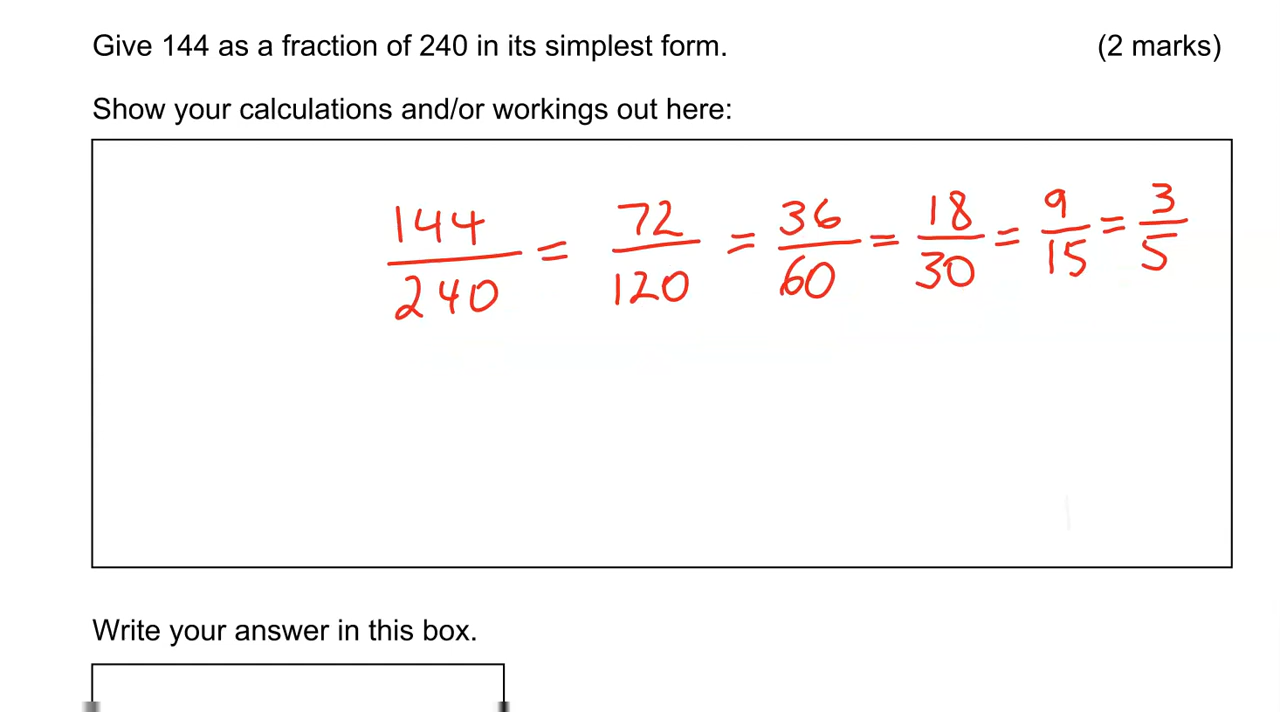 Give 144 as a fraction of 240 in its simplest form. (2 marks)
Show your calculations and/or workings out here:
144/240 = 72/120 = 36/60 = 18/30 = 9/15 = 3/5
Write your answer in this box.